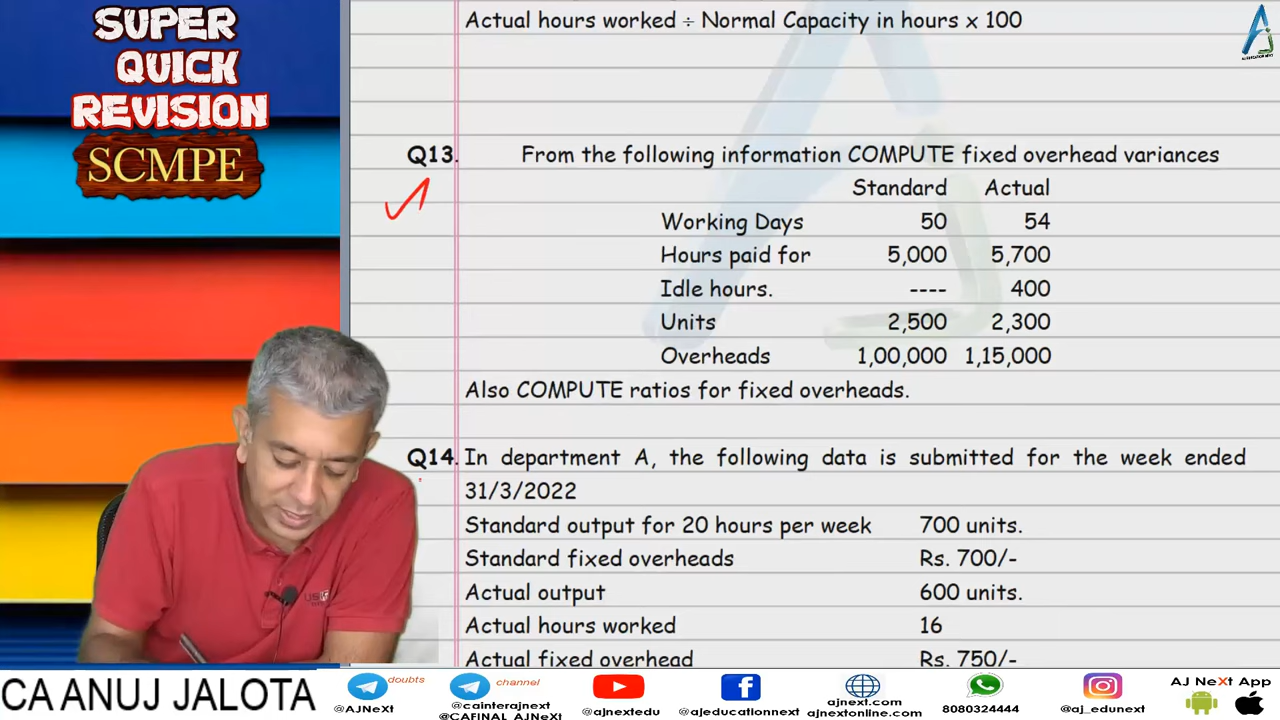 SUPER
QUICK
REVISION
SCMPE
Actual hours worked ÷ Normal Capacity in hours x 100
Q13. From the following information COMPUTE fixed overhead variances
Standard Actual
Working Days 50 54
Hours paid for 5,000 5,700
Idle hours. ---- 400
Units 2,500 2,300
Overheads 1,00,000 1,15,000
Also COMPUTE ratios for fixed overheads.
Q14. In department A, the following data is submitted for the week ended
31/3/2022
Standard output for 20 hours per week 700 units.
Standard fixed overheads Rs. 700/-
Actual output 600 units.
Actual hours worked 16
Actual fixed overhead Rs. 750/-
CA ANUJ JALOTA
doubts
@AJNeXt
channel
@cainterajnext
@CAFINAL_AJNeXt
@ajnextedu
@ajeducationnext
ajnext.com
ajnextonline.com
8080324444
@aj_edunext
AJ NeXt App